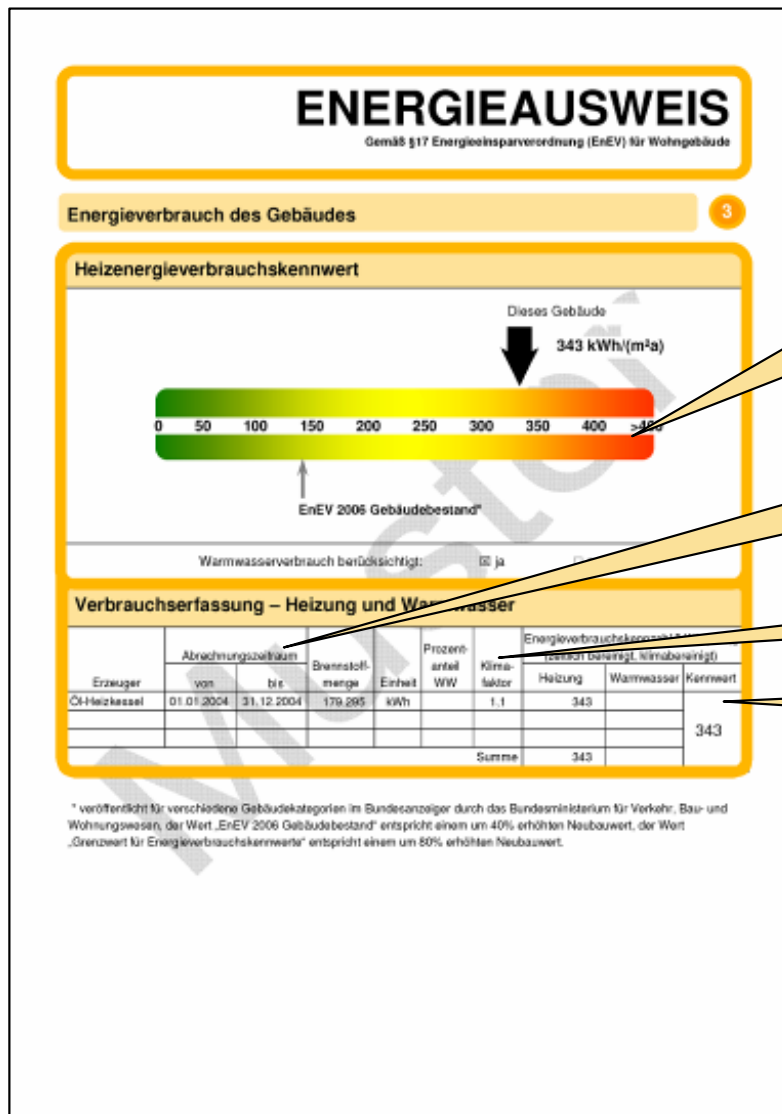 ENERGIEAUSWEIS
Gemäß §17 Energieeinsparverordnung (EnEV) für Wohngebäude
Energieverbrauch des Gebäudes
3
Heizenergieverbrauchskennwert
Dieses Gebäude
343 kWh/(m²a)
0 50 100 150 200 250 300 350 400 >400
EnEV 2006 Gebäudebestand*
Warmwasserverbrauch berücksichtigt: ☒ ja
Verbrauchserfassung – Heizung und Warmwasser
Erzeuger
Abrechnungszeitraum
von bis
Brennstoff-
menge
Einheit
Prozent-
anteil
WW
Klima-
faktor
(zeitlich bereinigt, klimabereinigt)
Heizung Warmwasser Kennwert
Öl-Heizkessel 01.01.2004 31.12.2004 179.295 kWh 1.1 343
343
Summe 343
* veröffentlicht für verschiedene Gebäudekategorien im Bundesanzeiger durch das Bundesministerium für Verkehr, Bau- und
Wohnungswesen, der Wert „EnEV 2006 Gebäudebestand" entspricht einem um 40% erhöhten Neubauwert, der Wert
„Grenzwert für Energieverbrauchskennwerte" entspricht einem um 80% erhöhten Neubauwert.
Muster